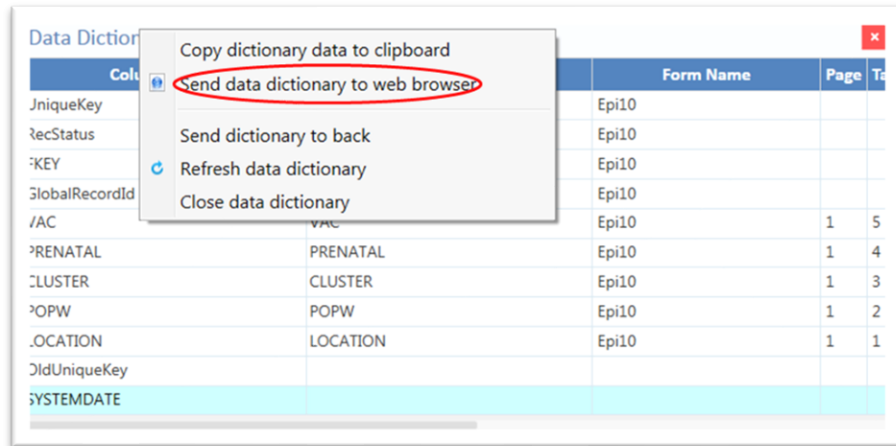 Data Diction
Copy dictionary data to clipboard
Send data dictionary to web browser
Send dictionary to back
Refresh data dictionary
Close data dictionary
Colu Form Name Page Ta
UniqueKey Epi10
RecStatus Epi10
FKEY Epi10
GlobalRecordId Epi10
VAC VAC Epi10 1 5
PRENATAL PRENATAL Epi10 1 4
CLUSTER CLUSTER Epi10 1 3
POPW POPW Epi10 1 2
LOCATION LOCATION Epi10 1 1
OldUniqueKey
SYSTEMDATE